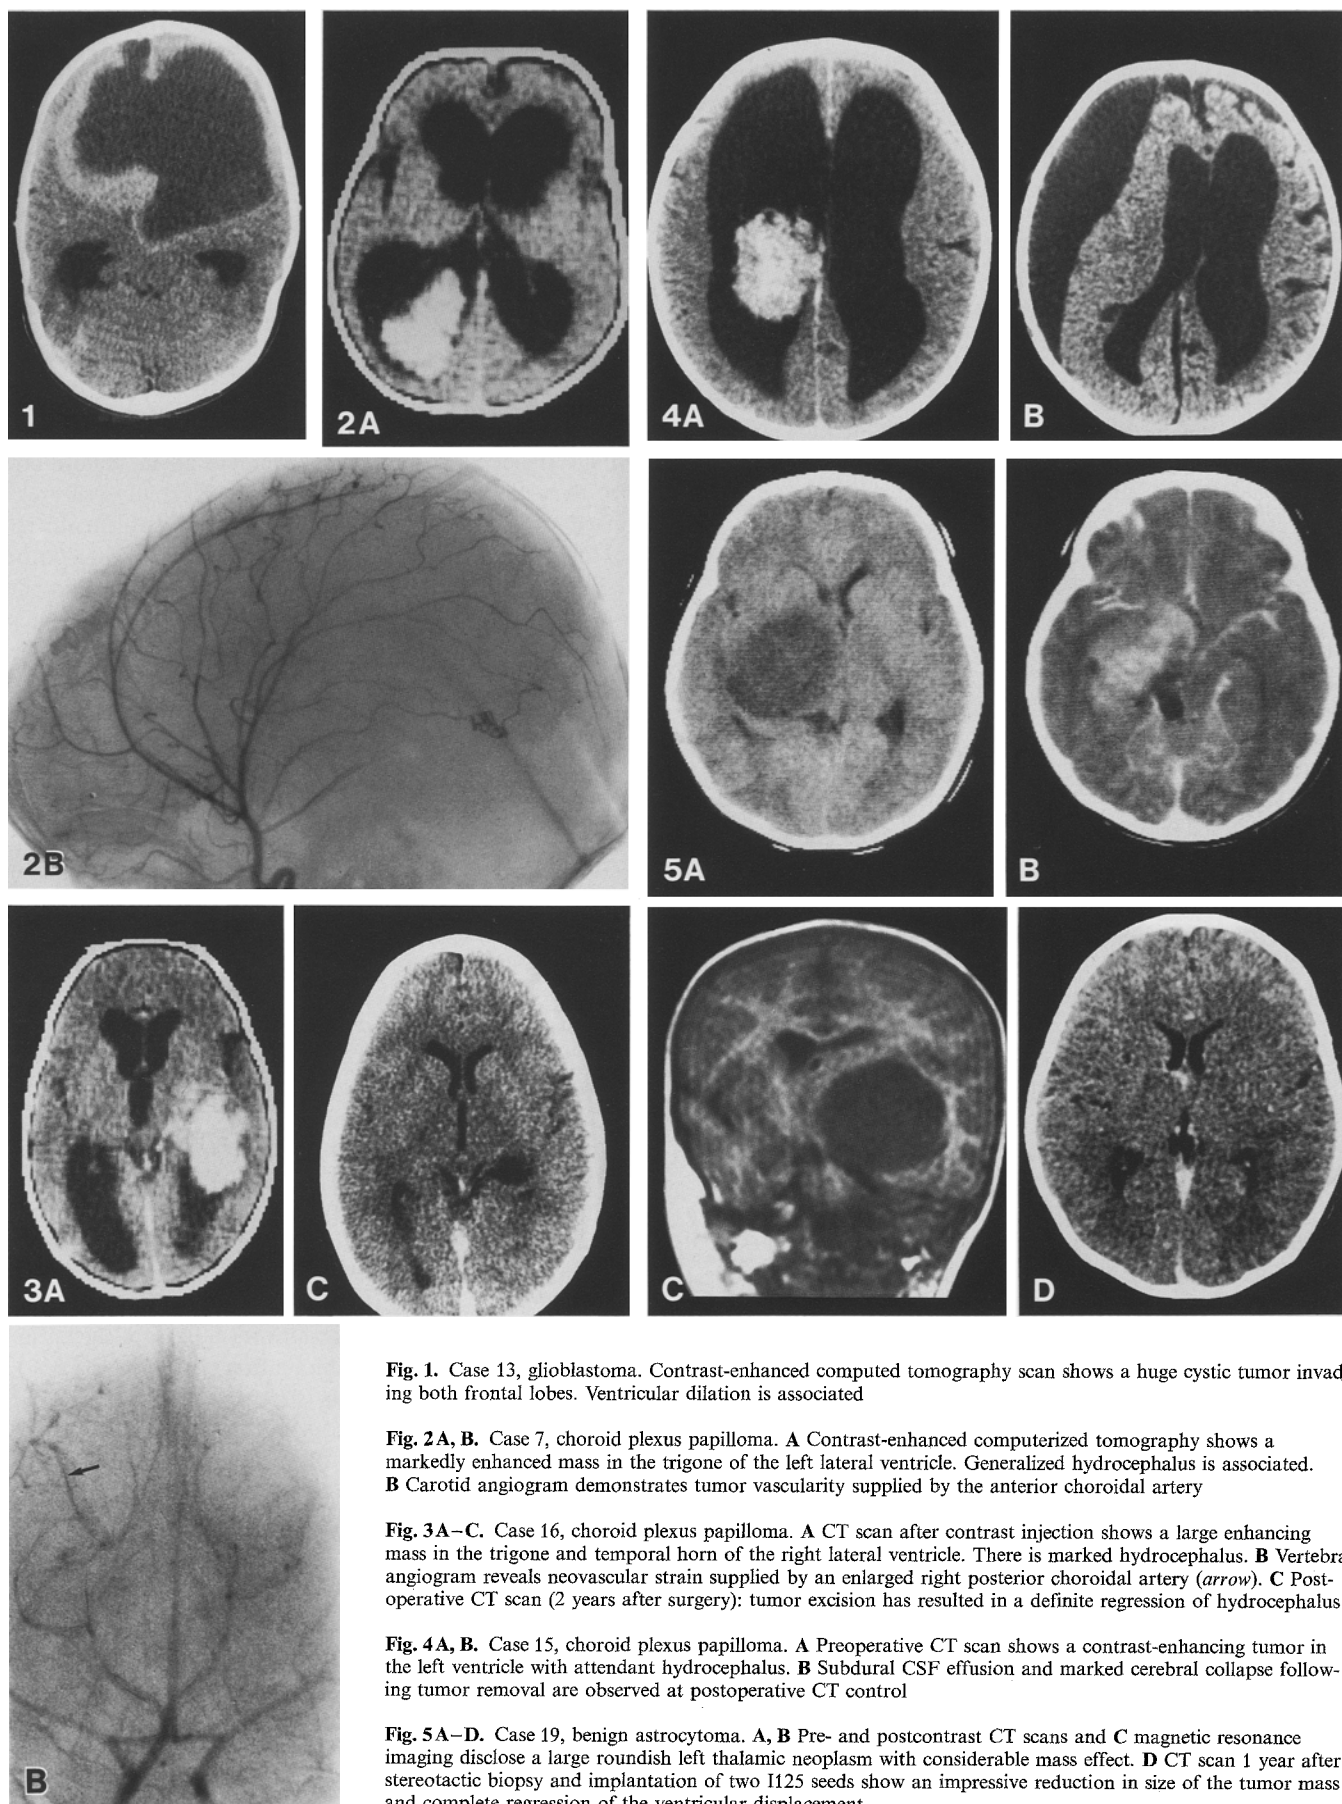 1
2A
4A
B
2B
5A
B
3A
C
C
D
B
Fig. 1. Case 13, glioblastoma. Contrast-enhanced computed tomography scan shows a huge cystic tumor invad-
ing both frontal lobes. Ventricular dilation is associated
Fig. 2 A, B. Case 7, choroid plexus papilloma. A Contrast-enhanced computerized tomography shows a
markedly enhanced mass in the trigone of the left lateral ventricle. Generalized hydrocephalus is associated.
B Carotid angiogram demonstrates tumor vascularity supplied by the anterior choroidal artery
Fig. 3 A–C. Case 16, choroid plexus papilloma. A CT scan after contrast injection shows a large enhancing
mass in the trigone and temporal horn of the right lateral ventricle. There is marked hydrocephalus. B Vertebra
angiogram reveals neovascular strain supplied by an enlarged right posterior choroidal artery (arrow). C Post-
operative CT scan (2 years after surgery): tumor excision has resulted in a definite regression of hydrocephalus
Fig. 4 A, B. Case 15, choroid plexus papilloma. A Preoperative CT scan shows a contrast-enhancing tumor in
the left ventricle with attendant hydrocephalus. B Subdural CSF effusion and marked cerebral collapse follow-
ing tumor removal are observed at postoperative CT control
Fig. 5 A–D. Case 19, benign astrocytoma. A, B Pre- and postcontrast CT scans and C magnetic resonance
imaging disclose a large roundish left thalamic neoplasm with considerable mass effect. D CT scan 1 year after
stereotactic biopsy and implantation of two I125 seeds show an impressive reduction in size of the tumor mass
and complete regression of the ventricular displacement